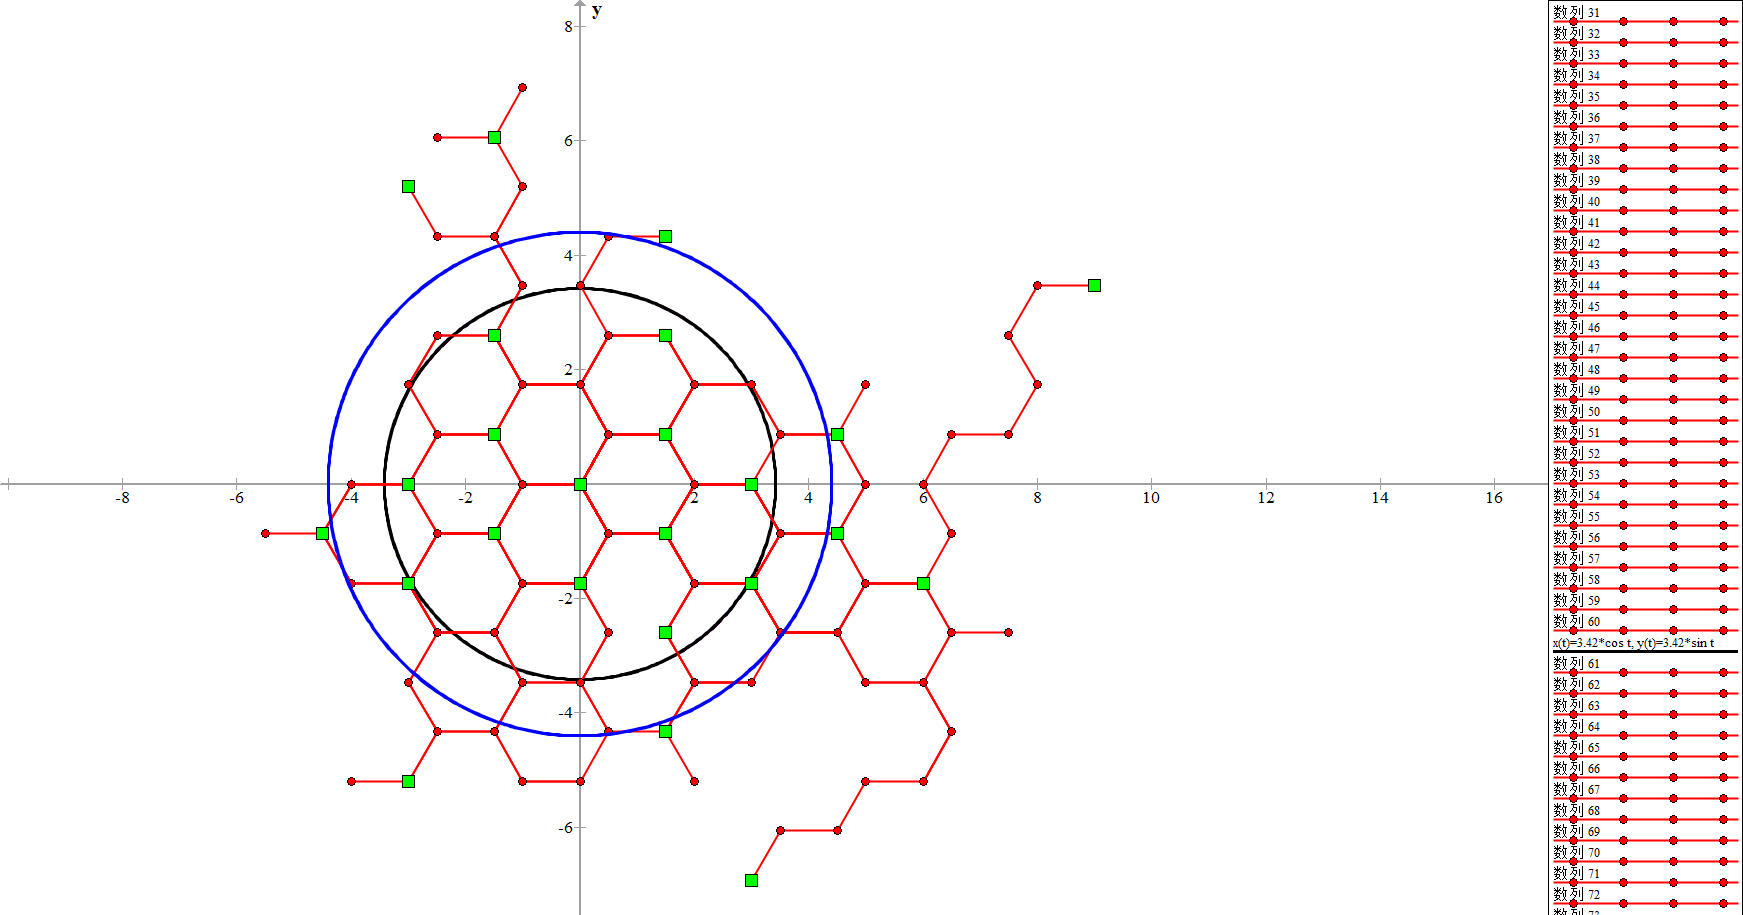 y
8
6
4
2
-8
-6
-4
-2
2
4
6
8
10
12
14
16
-2
-4
-6
数列 31
数列 32
数列 33
数列 34
数列 35
数列 36
数列 37
数列 38
数列 39
数列 40
数列 41
数列 42
数列 43
数列 44
数列 45
数列 46
数列 47
数列 48
数列 49
数列 50
数列 51
数列 52
数列 53
数列 54
数列 55
数列 56
数列 57
数列 58
数列 59
数列 60
x(t)=3.42*cos t, y(t)=3.42*sin t
数列 61
数列 62
数列 63
数列 64
数列 65
数列 66
数列 67
数列 68
数列 69
数列 70
数列 71
数列 72